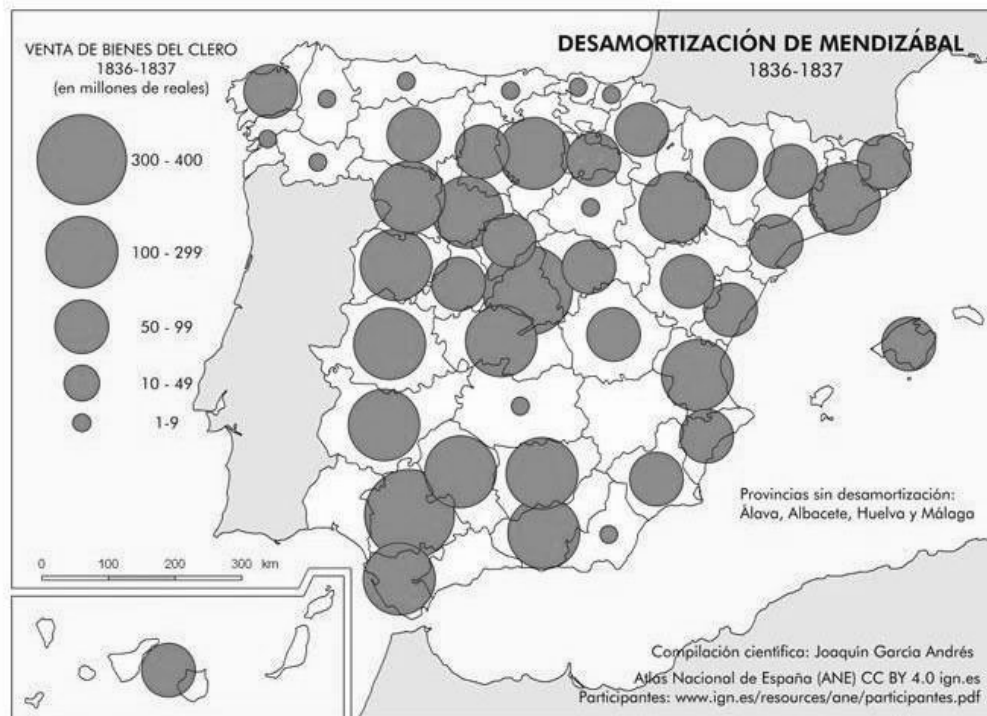 VENTA DE BIENES DEL CLERO
1836-1837
(en millones de reales)
300 - 400
100 - 299
50 - 99
10 - 49
1-9
DESAMORTIZACIÓN DE MENDIZÁBAL
1836-1837
Provincias sin desamortización:
Àlava, Albacete, Huelva y Málaga
0 100 200 300 km
Compilación científica: Joaquín García Andrés
Atlas Nacional de España (ANE) CC BY 4.0 ign.es
Participantes: www.ign.es/resources/ane/participantes.pdf